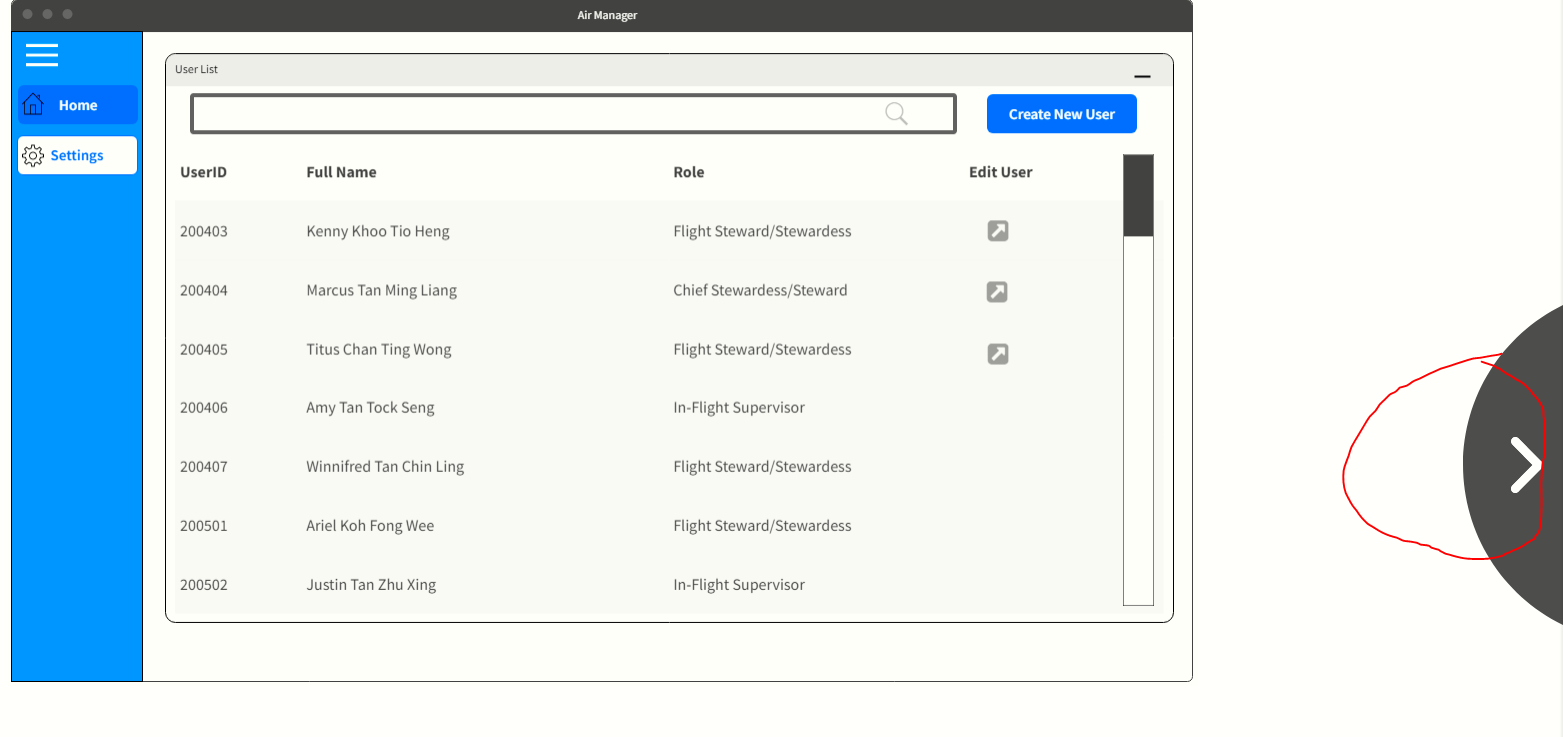 Air Manager
Home
Settings
User List
Create New User
UserID Full Name Role Edit User
200403 Kenny Khoo Tio Heng Flight Steward/Stewardess
200404 Marcus Tan Ming Liang Chief Stewardess/Steward
200405 Titus Chan Ting Wong Flight Steward/Stewardess
200406 Amy Tan Tock Seng In-Flight Supervisor
200407 Winnifred Tan Chin Ling Flight Steward/Stewardess
200501 Ariel Koh Fong Wee Flight Steward/Stewardess
200502 Justin Tan Zhu Xing In-Flight Supervisor